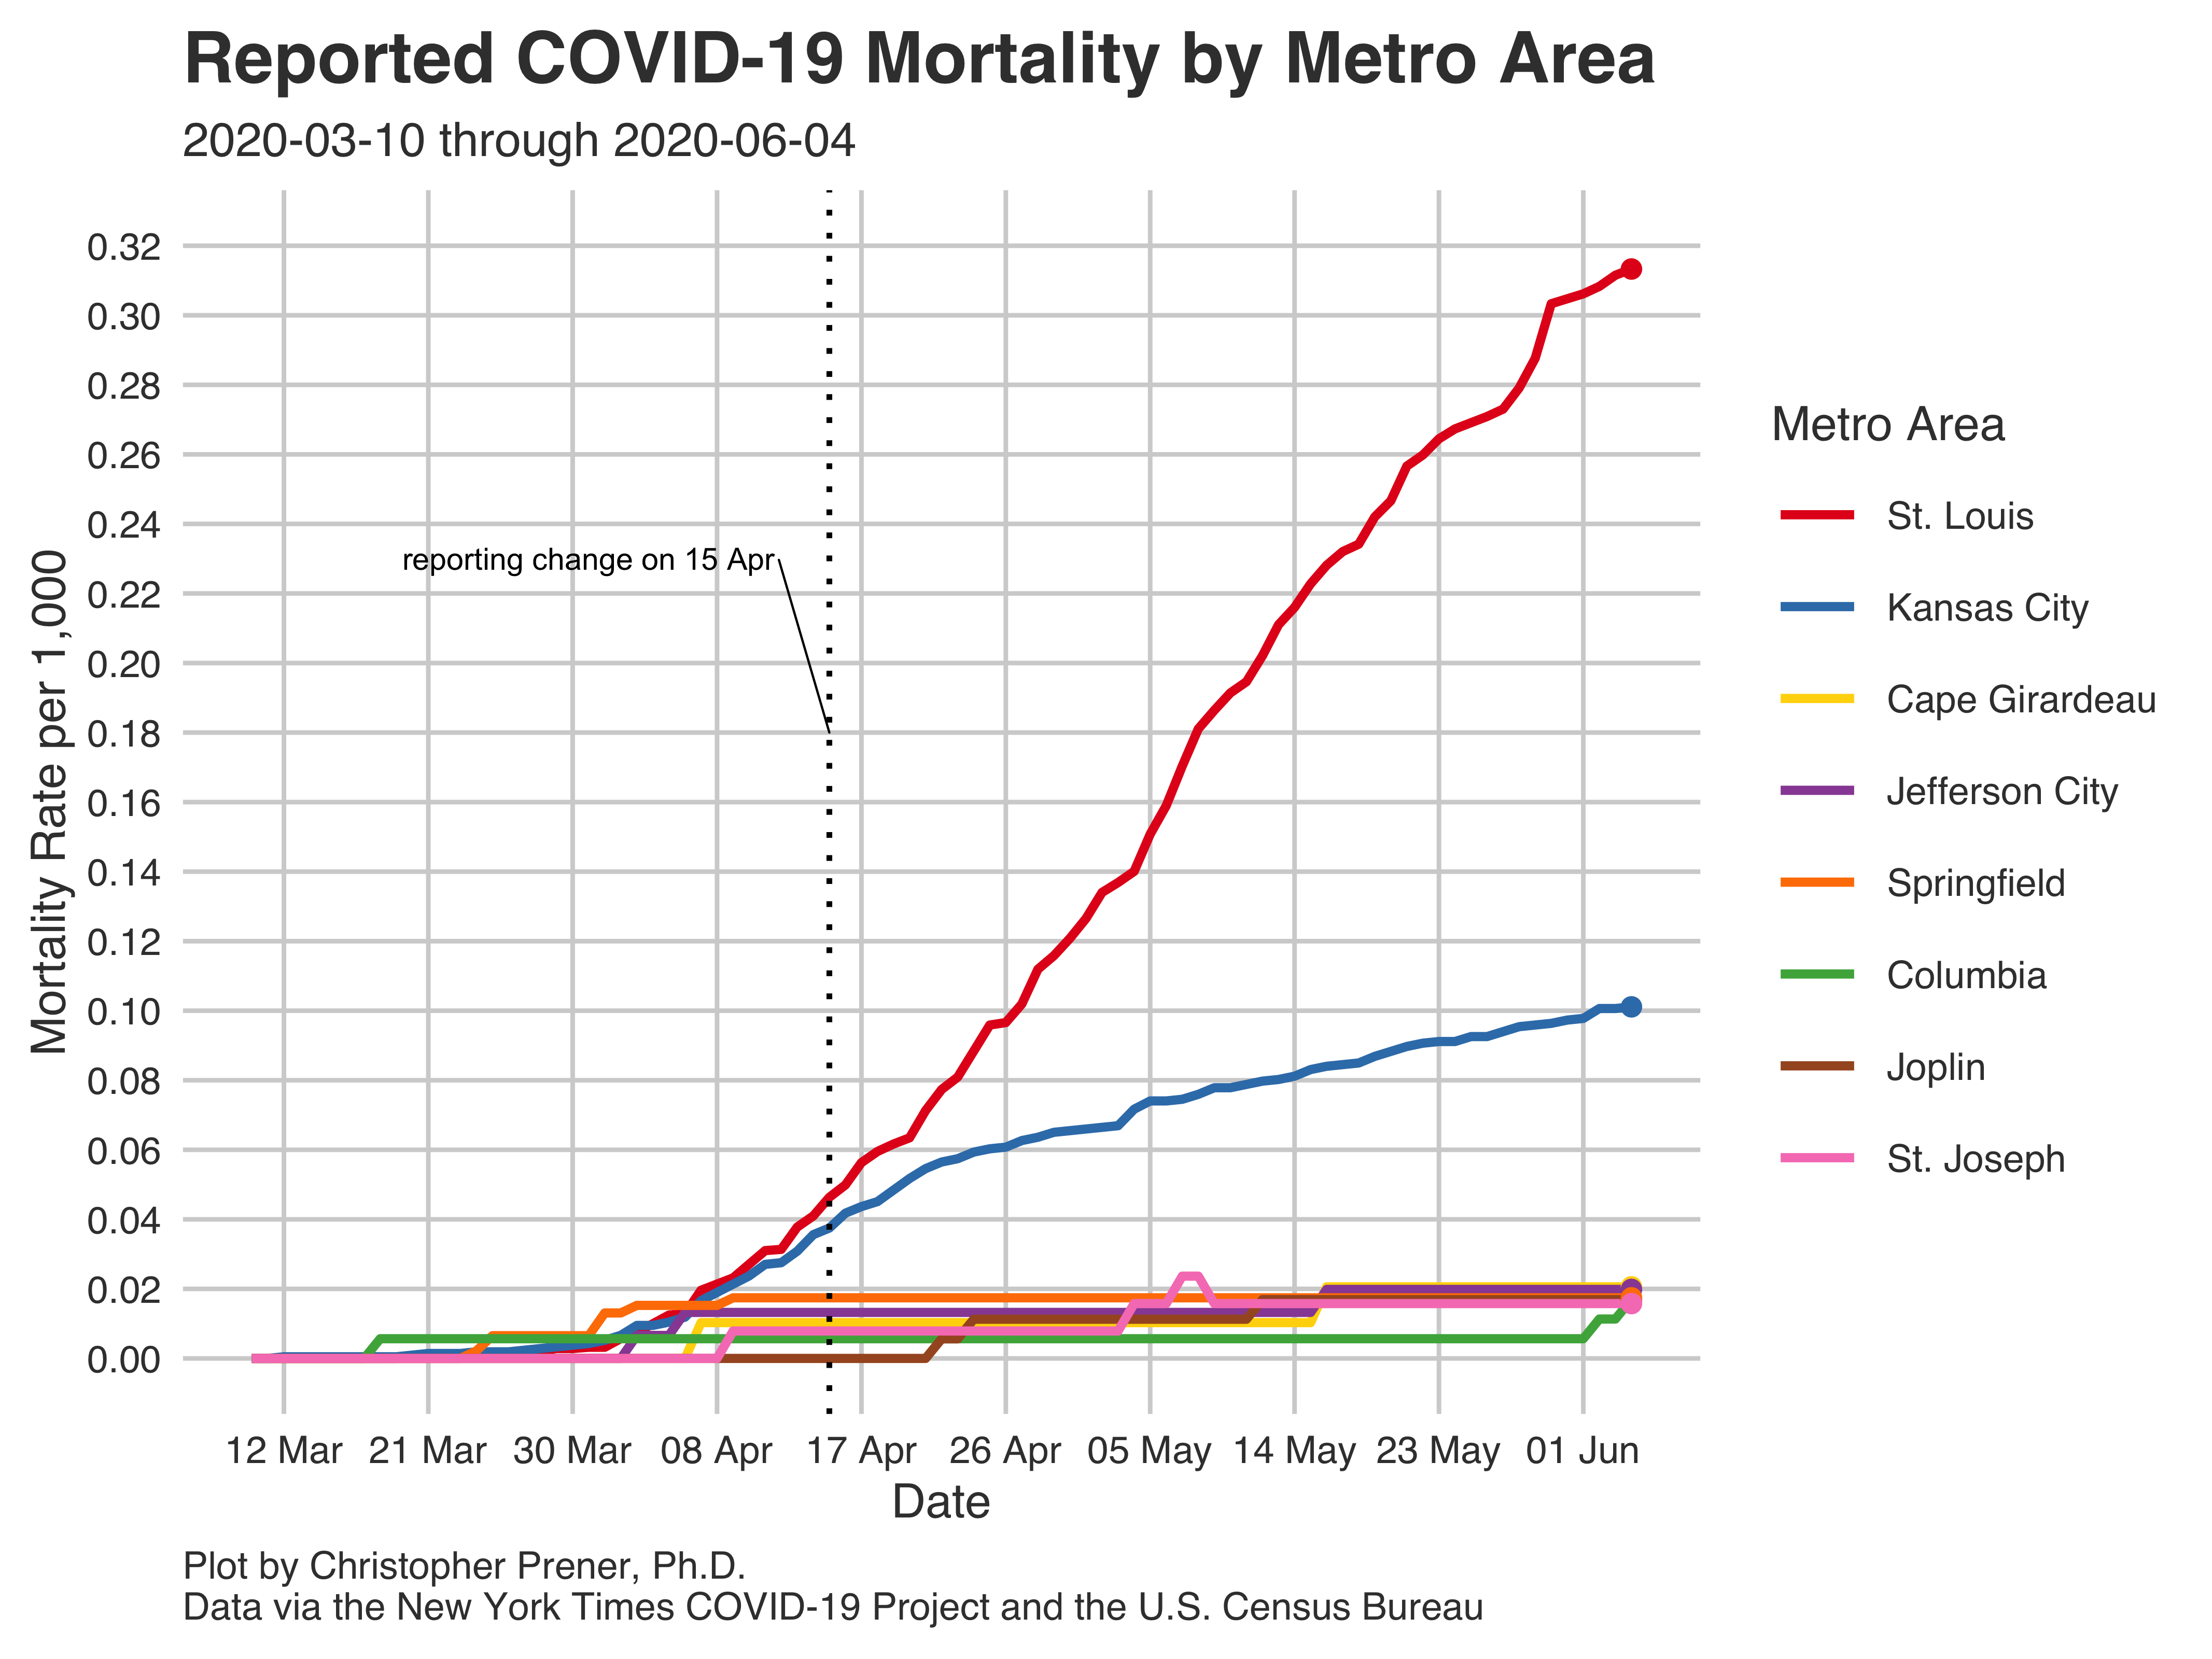 Reported COVID-19 Mortality by Metro Area
2020-03-10 through 2020-06-04
Mortality Rate per 1,000
0.32
0.30
0.28
0.26
0.24
0.22
0.20
0.18
0.16
0.14
0.12
0.10
0.08
0.06
0.04
0.02
0.00
reporting change on 15 Apr
12 Mar 21 Mar 30 Mar 08 Apr 17 Apr 26 Apr 05 May 14 May 23 May 01 Jun
Date
Metro Area
St. Louis
Kansas City
Cape Girardeau
Jefferson City
Springfield
Columbia
Joplin
St. Joseph
Plot by Christopher Prener, Ph.D.
Data via the New York Times COVID-19 Project and the U.S. Census Bureau